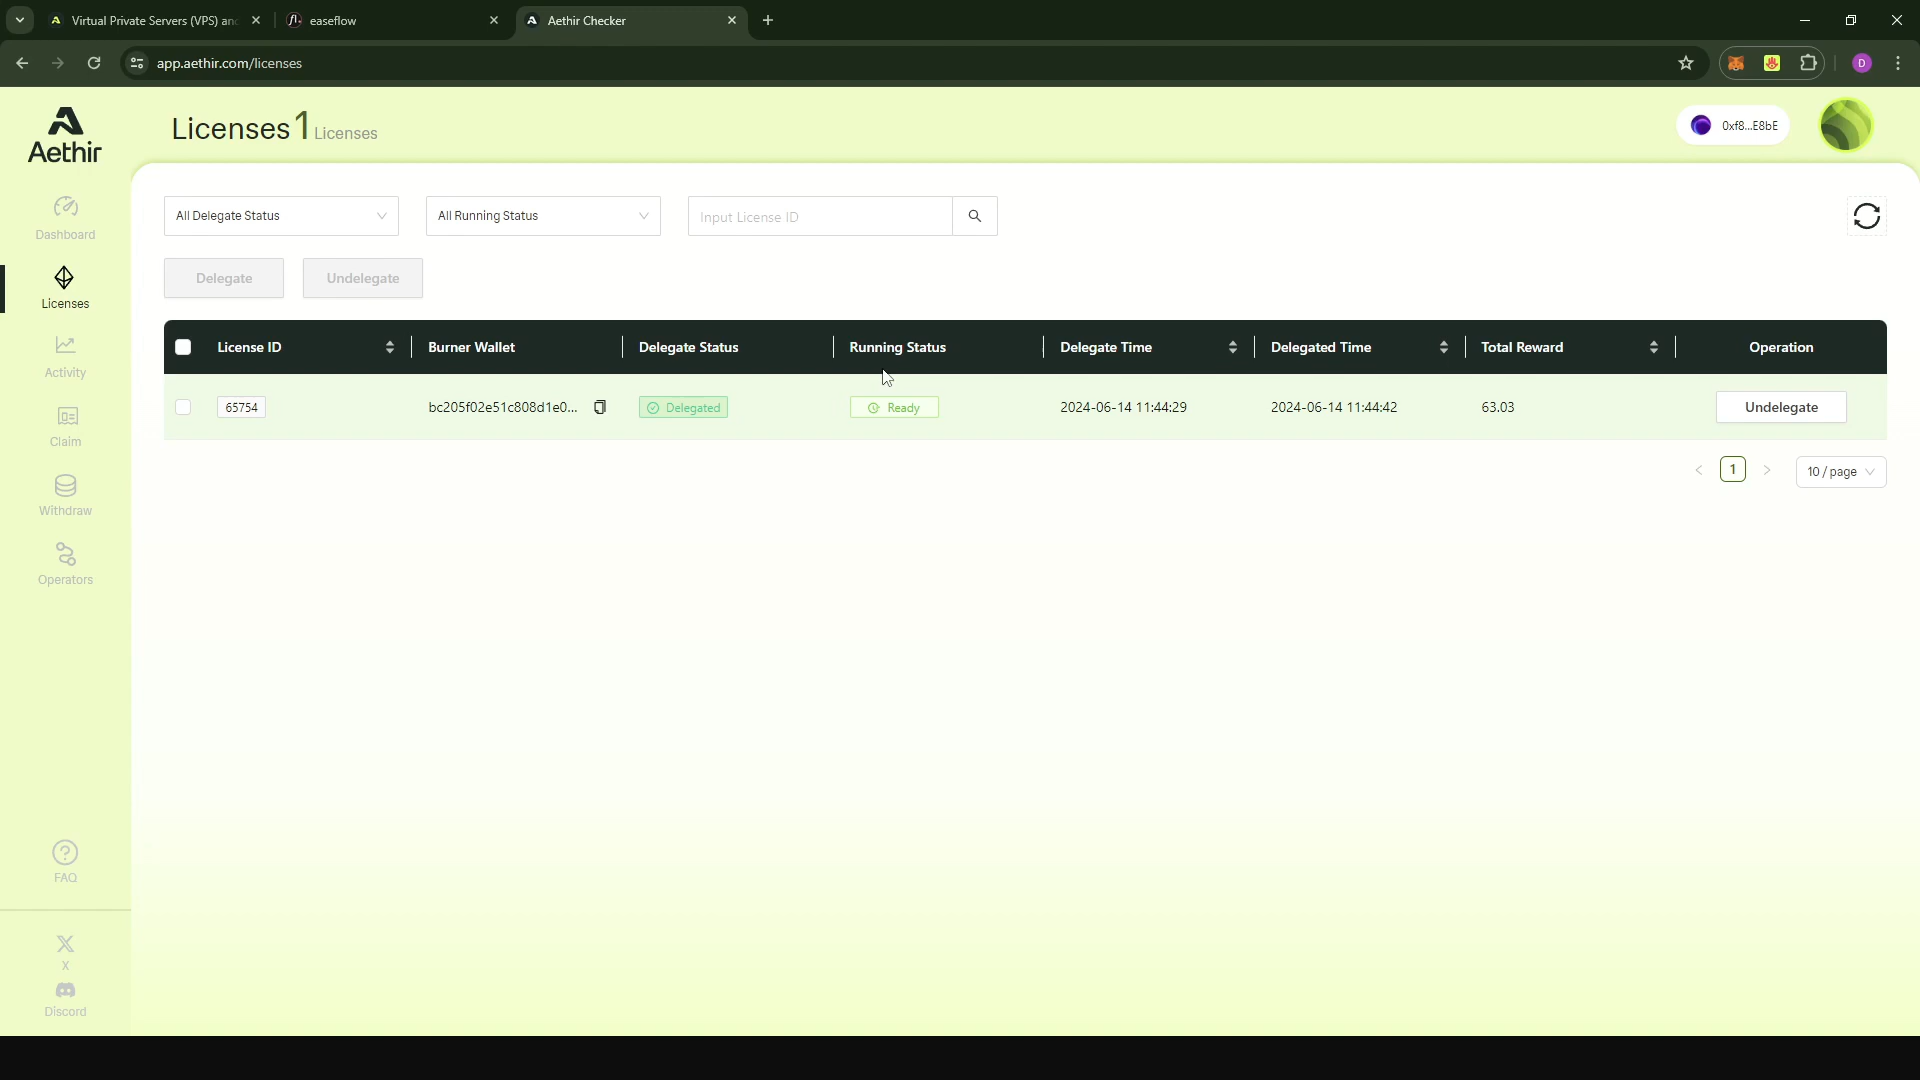 Virtual Private Servers (VPS) an
easeflow
Aethir Checker
app.aethir.com/licenses
D
Aethir
Licenses 1 Licenses
0xf8...E8bE
Dashboard
Licenses
Activity
Claim
Withdraw
Operators
FAQ
X
Discord
All Delegate Status
All Running Status
Input License ID
Delegate
Undelegate
License ID
Burner Wallet
Delegate Status
Running Status
Delegate Time
Delegated Time
Total Reward
Operation
65754
bc205f02e51c808d1e0...
Delegated
Ready
2024-06-14 11:44:29
2024-06-14 11:44:42
63.03
Undelegate
< 1 >
10 / page